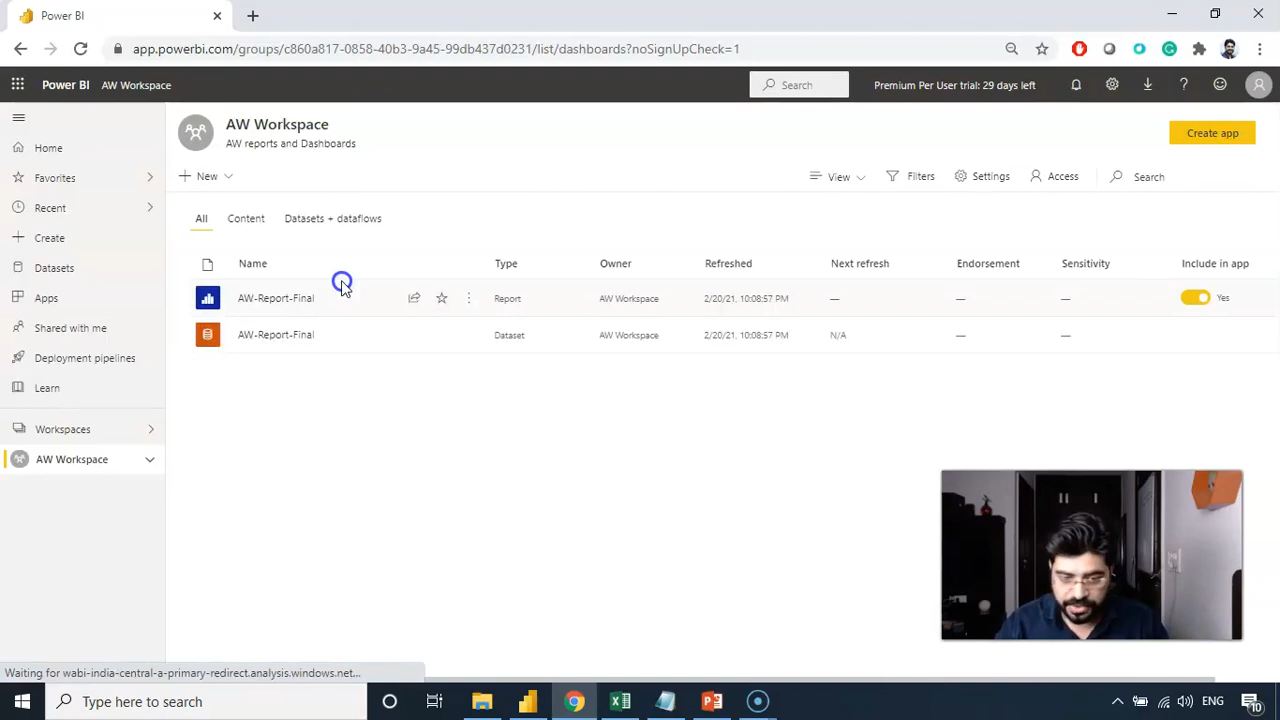 Power BI
app.powerbi.com/groups/c860a817-0858-40b3-9a45-99db437d0231/list/dashboards?noSignUpCheck=1
Power BI AW Workspace Search Premium Per User trial: 29 days left
AW Workspace
AW reports and Dashboards
Create app
New View Filters Settings Access Search
Home
Favorites
Recent
Create
Datasets
Apps
Shared with me
Deployment pipelines
Learn
Workspaces
AW Workspace
All Content Datasets + dataflows
Name Type Owner Refreshed Next refresh Endorsement Sensitivity Include in app
AW-Report-Final Report AW Workspace 2/20/21, 10:08:57 PM — — — Yes
AW-Report-Final Dataset AW Workspace 2/20/21, 10:08:57 PM N/A — —
Waiting for wabi-india-central-a-primary-redirect.analysis.windows.net...
Type here to search ENG 10